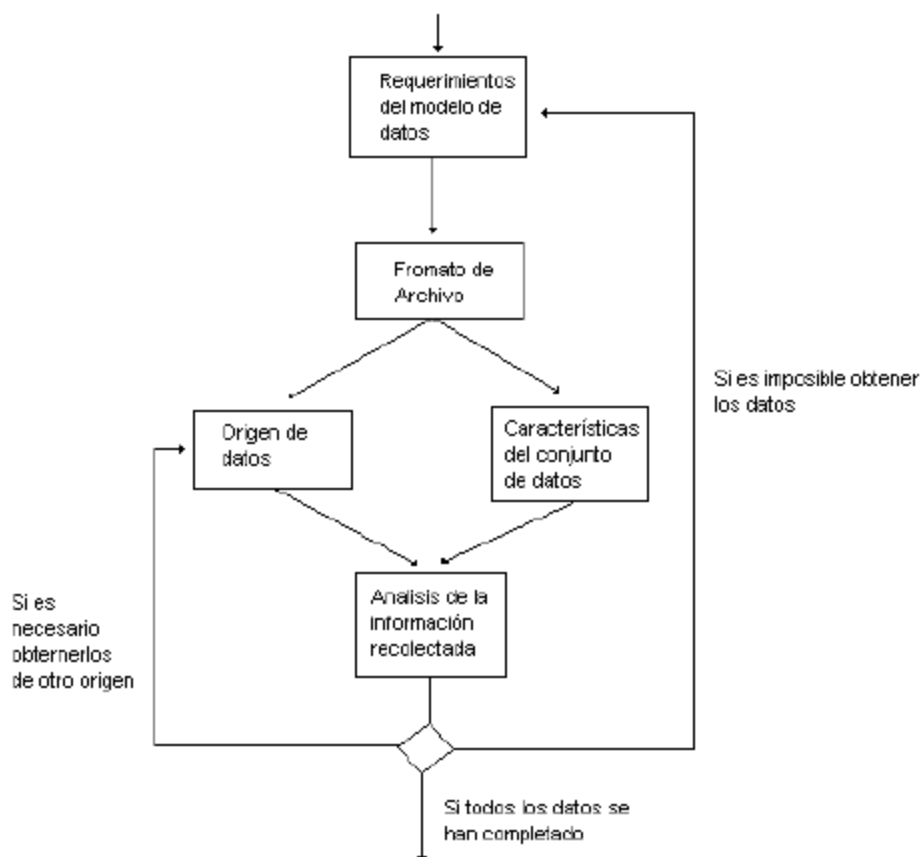 Requerimientos
del modelo de
datos
Fromato de
Archivo
Si es imposible obtener
los datos
Origen de
datos
Características
del conjunto
de datos
Si es
necesario
obternerlos
de otro origen
Analisis de la
información
recolectada
Si todos los datos se
han completado